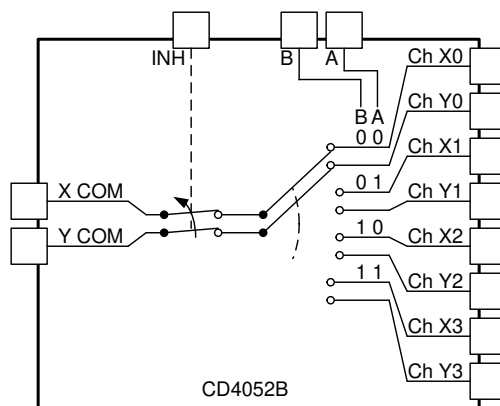 INH B A
Ch X0
B A
Ch Y0
0 0
Ch X1
0 1
X COM
Ch Y1
Y COM
1 0
Ch X2
Ch Y2
1 1
Ch X3
Ch Y3
CD4052B